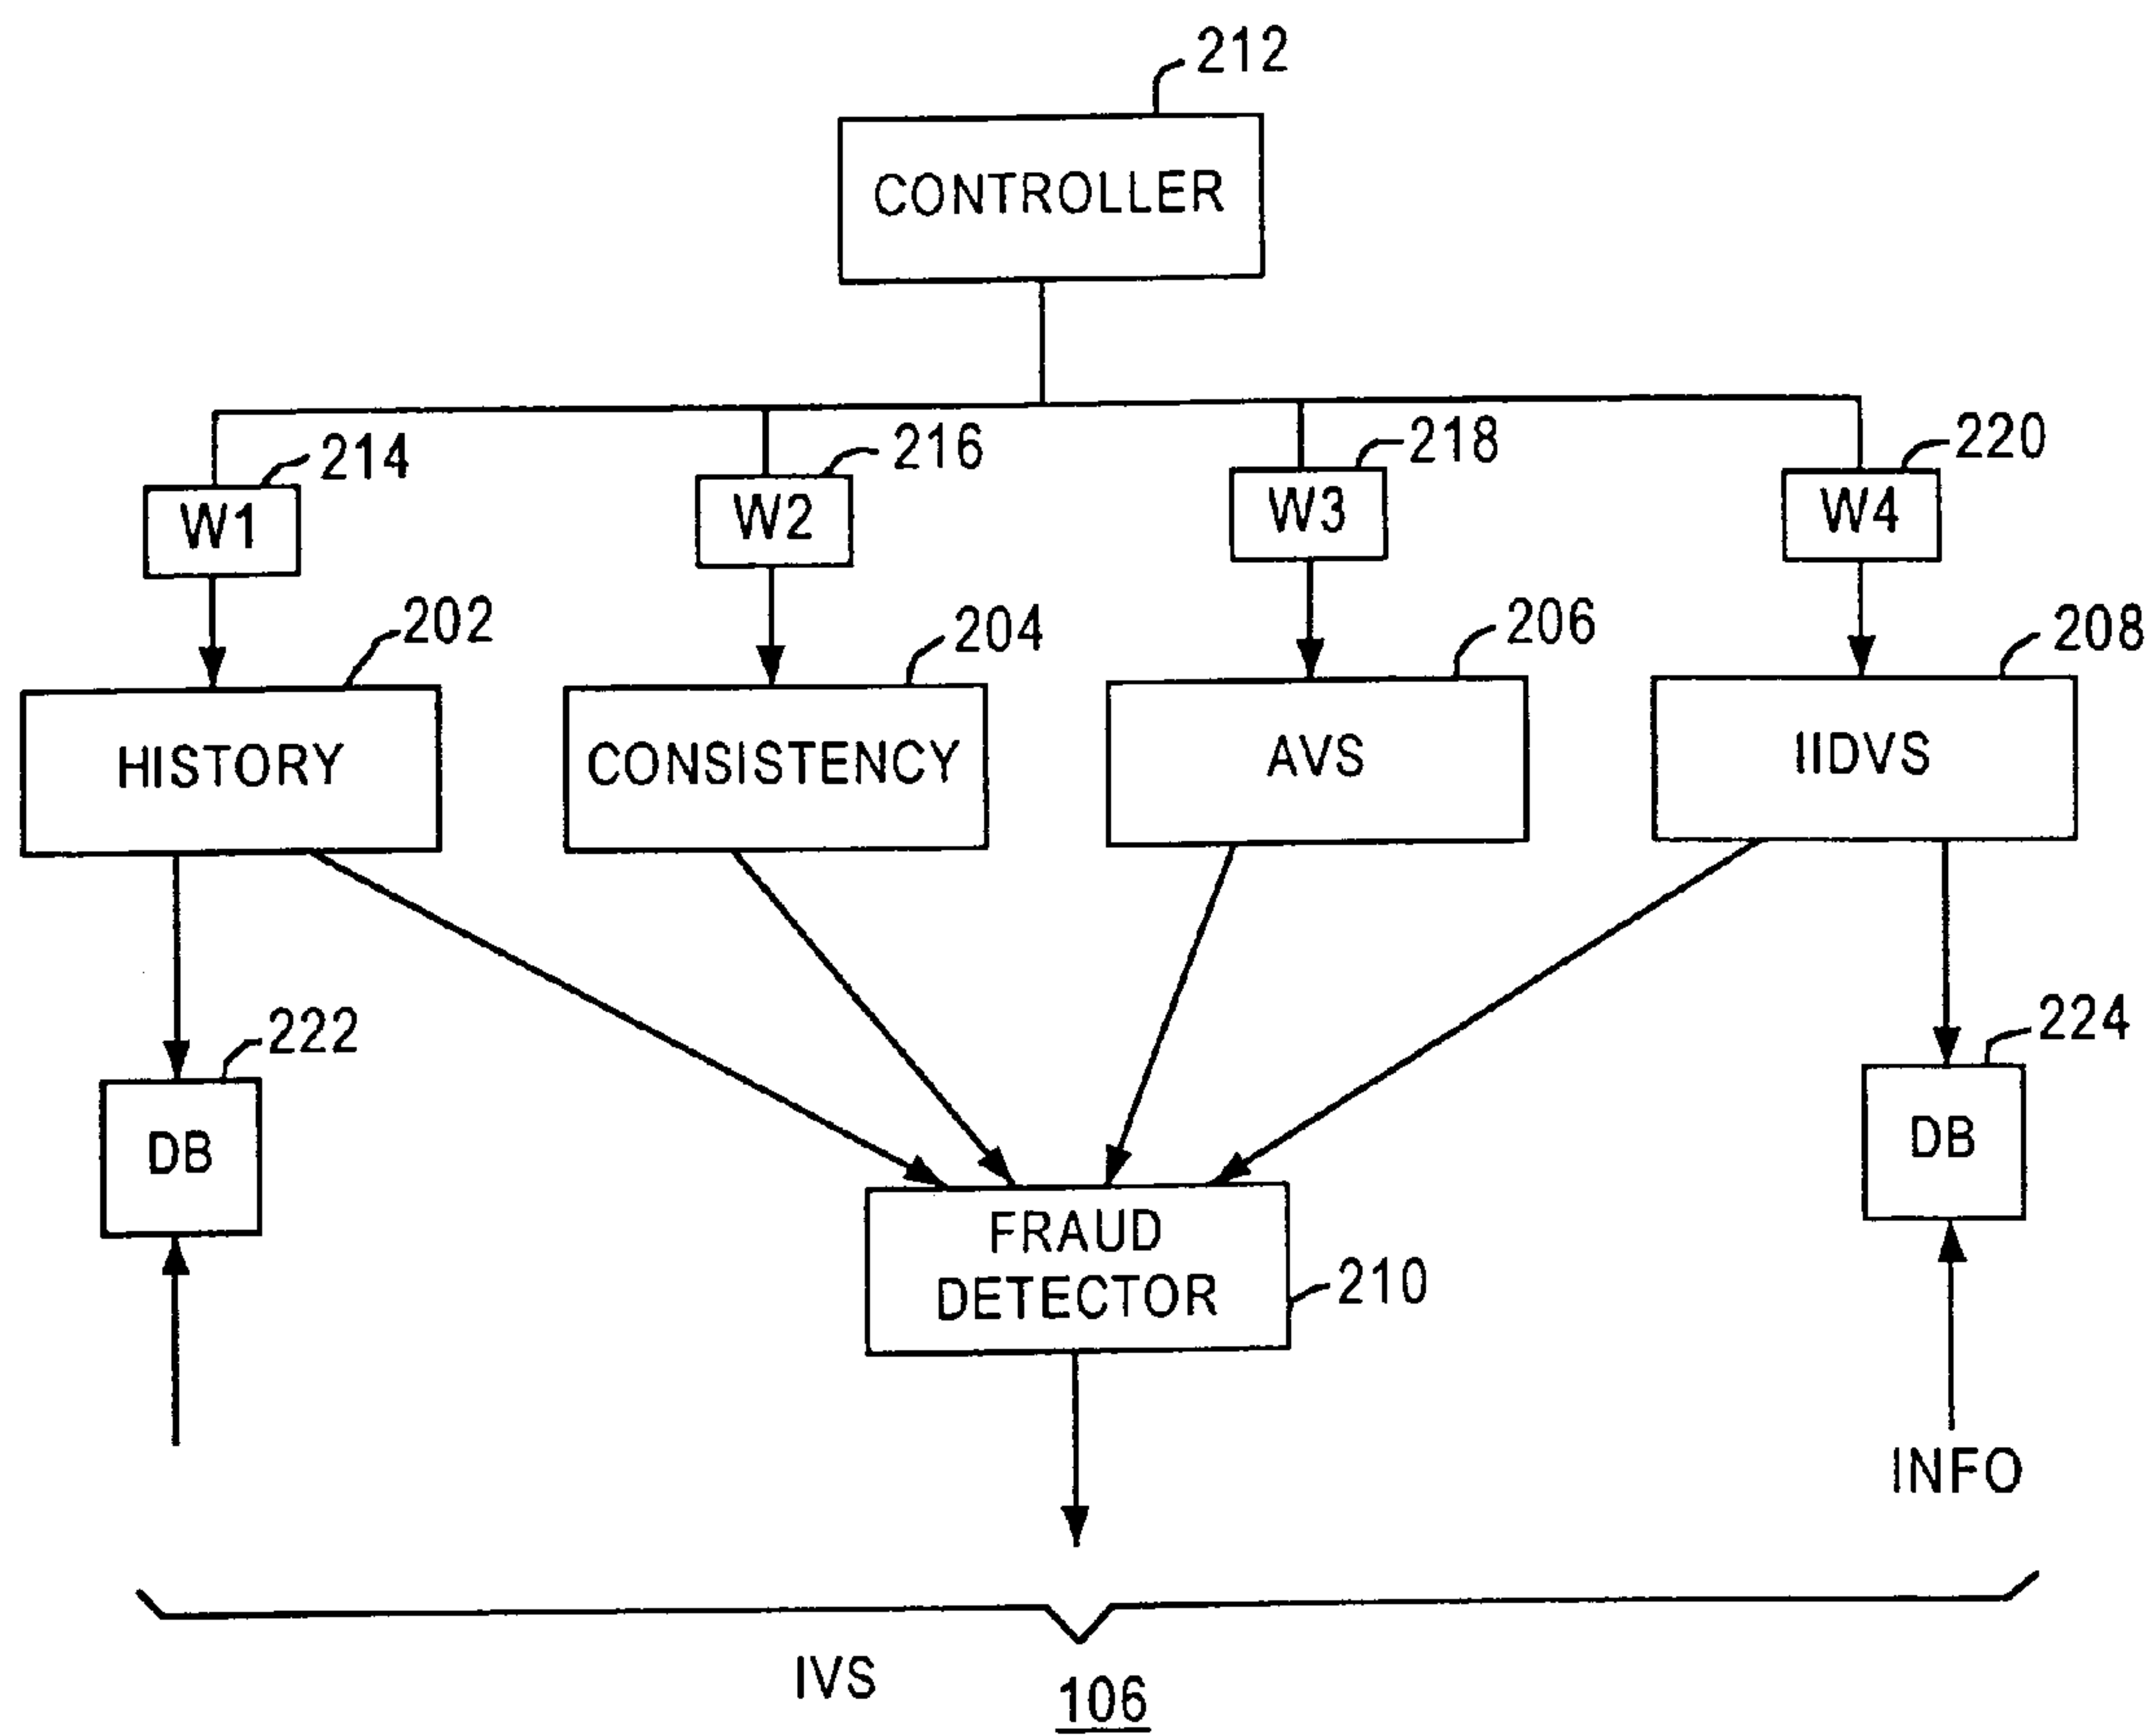 212
CONTROLLER
214
216
218
220
W1
W2
W3
W4
202
204
206
208
HISTORY
CONSISTENCY
AVS
IIDVS
222
224
DB
DB
FRAUD
DETECTOR
210
INFO
IVS
106